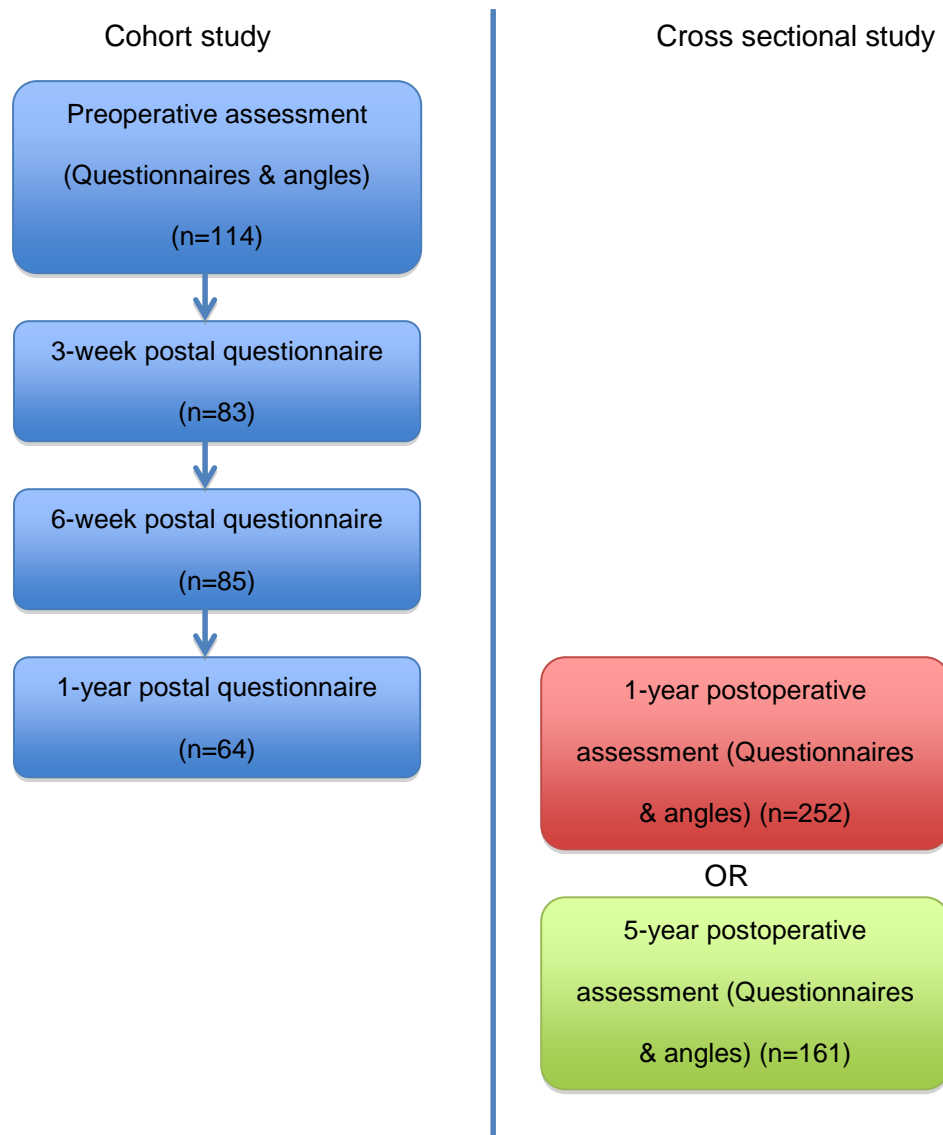 Cohort study
Preoperative assessment
(Questionnaires & angles)
(n=114)
3-week postal questionnaire
(n=83)
6-week postal questionnaire
(n=85)
1-year postal questionnaire
(n=64)
Cross sectional study
1-year postoperative
assessment (Questionnaires
& angles) (n=252)
OR
5-year postoperative
assessment (Questionnaires
& angles) (n=161)